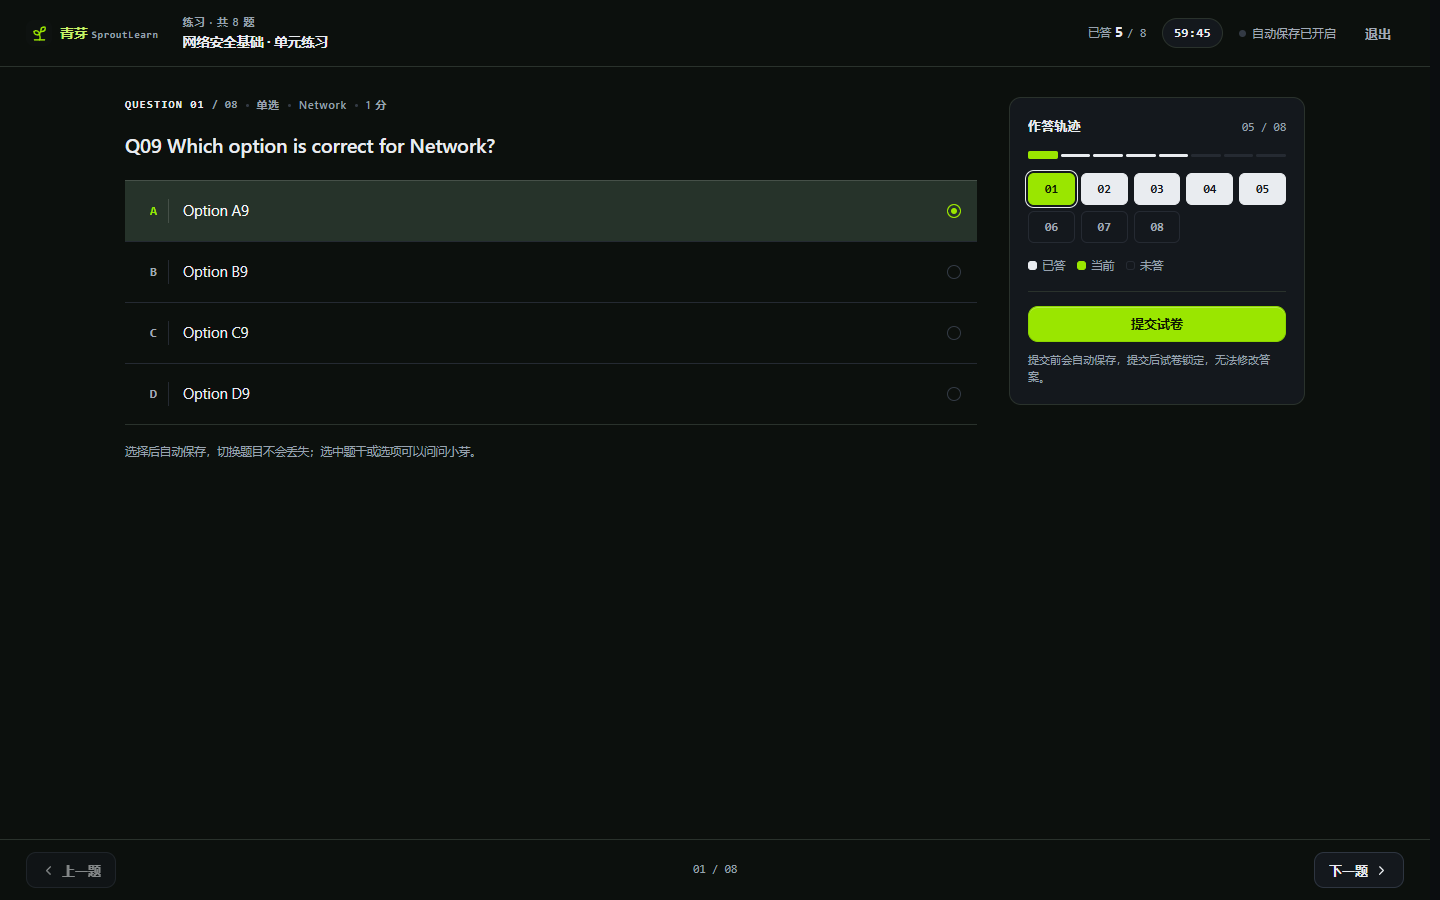 青芽 SproutLearn
练习 · 共 8 题
网络安全基础 · 单元练习
已答 5 / 8
59:45
自动保存已开启
退出
QUESTION 01 / 08 · 单选 · Network · 1 分
Q09 Which option is correct for Network?
A Option A9
B Option B9
C Option C9
D Option D9
选择后自动保存，切换题目不会丢失；选中题干或选项可以问问小芽。
作答轨迹 05 / 08
01 02 03 04 05
06 07 08
已答 当前 未答
提交试卷
提交前会自动保存，提交后试卷锁定，无法修改答
案。
上一题
01 / 08
下一题